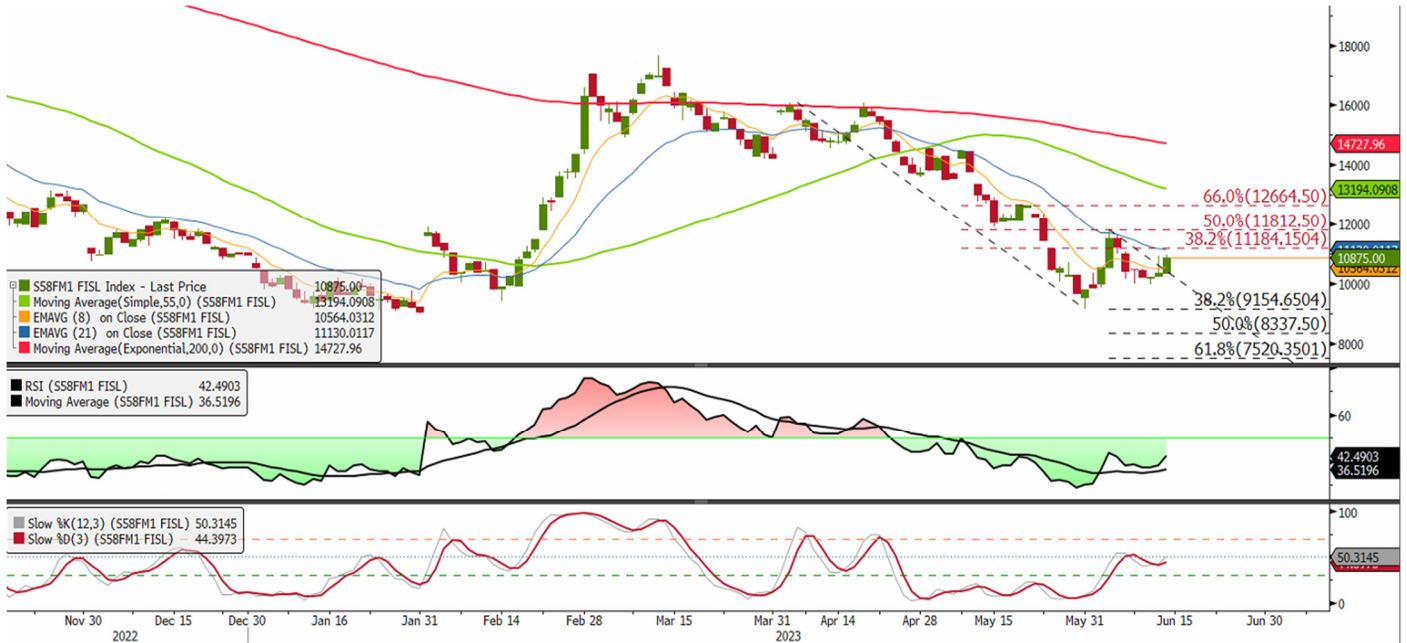 18000
16000
14727.96
14000
13194.0908
12000
10875.00
10564.0312
10000
8000
66.0%(12664.50)
50.0%(11812.50)
38.2%(11184.1504)
38.2%(9154.6504)
50.0%(8337.50)
61.8%(7520.3501)
S58FM1 FISL Index - Last Price 10875.00
Moving Average(Simple,55,0) (S58FM1 FISL) 13194.0908
EMAVG (8) on Close (S58FM1 FISL) 10564.0312
EMAVG (21) on Close (S58FM1 FISL) 11130.0117
Moving Average(Exponential,200,0) (S58FM1 FISL) 14727.96
RSI (S58FM1 FISL) 42.4903
Moving Average (S58FM1 FISL) 36.5196
60
42.4903
36.5196
Slow %K(12,3) (S58FM1 FISL) 50.3145
Slow %D(3) (S58FM1 FISL) 44.3973
100
50.3145
0
Nov 30 Dec 15 Dec 30 Jan 16 Jan 31 Feb 14 Feb 28 Mar 15 Mar 31 Apr 14 Apr 28 May 15 May 31 Jun 15 Jun 30
2022 2023